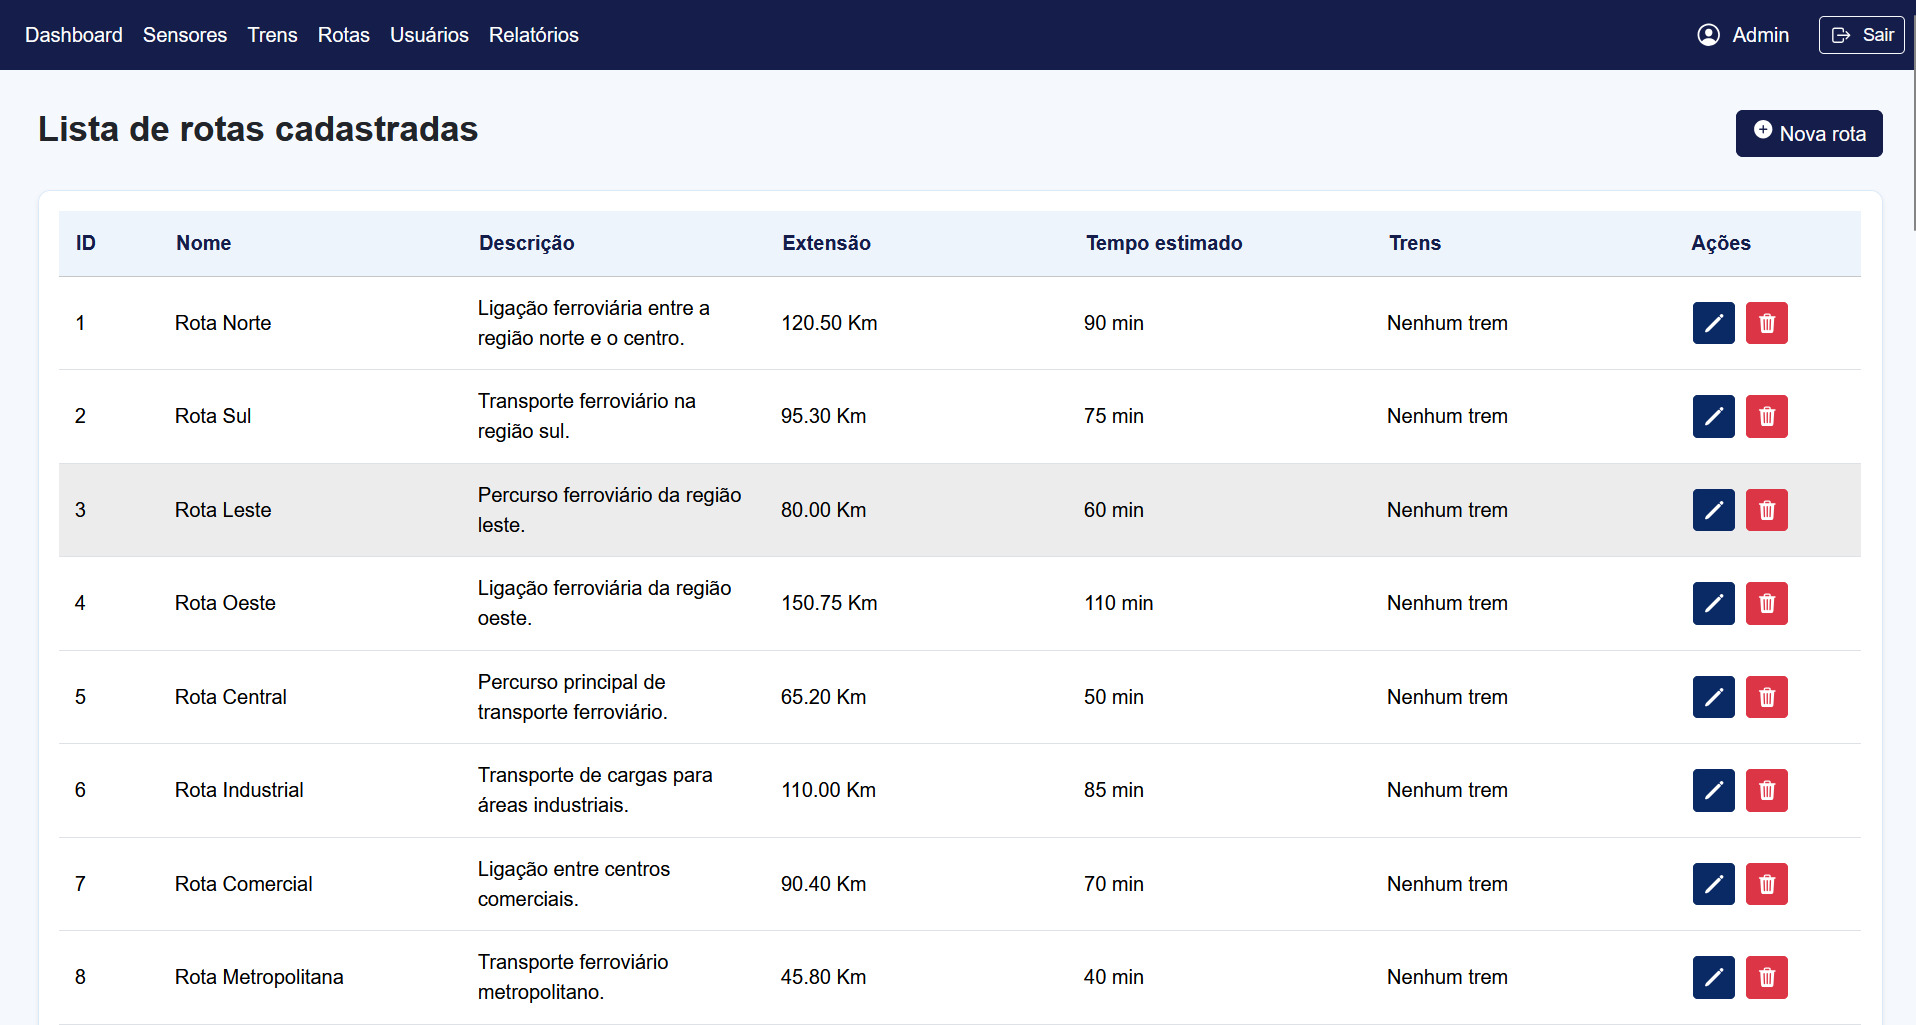 Dashboard Sensores Trens Rotas Usuários Relatórios Admin Sair
Lista de rotas cadastradas
Nova rota
ID Nome Descrição Extensão Tempo estimado Trens Ações
1 Rota Norte Ligação ferroviária entre a região norte e o centro. 120.50 Km 90 min Nenhum trem
2 Rota Sul Transporte ferroviário na região sul. 95.30 Km 75 min Nenhum trem
3 Rota Leste Percurso ferroviário da região leste. 80.00 Km 60 min Nenhum trem
4 Rota Oeste Ligação ferroviária da região oeste. 150.75 Km 110 min Nenhum trem
5 Rota Central Percurso principal de transporte ferroviário. 65.20 Km 50 min Nenhum trem
6 Rota Industrial Transporte de cargas para áreas industriais. 110.00 Km 85 min Nenhum trem
7 Rota Comercial Ligação entre centros comerciais. 90.40 Km 70 min Nenhum trem
8 Rota Metropolitana Transporte ferroviário metropolitano. 45.80 Km 40 min Nenhum trem